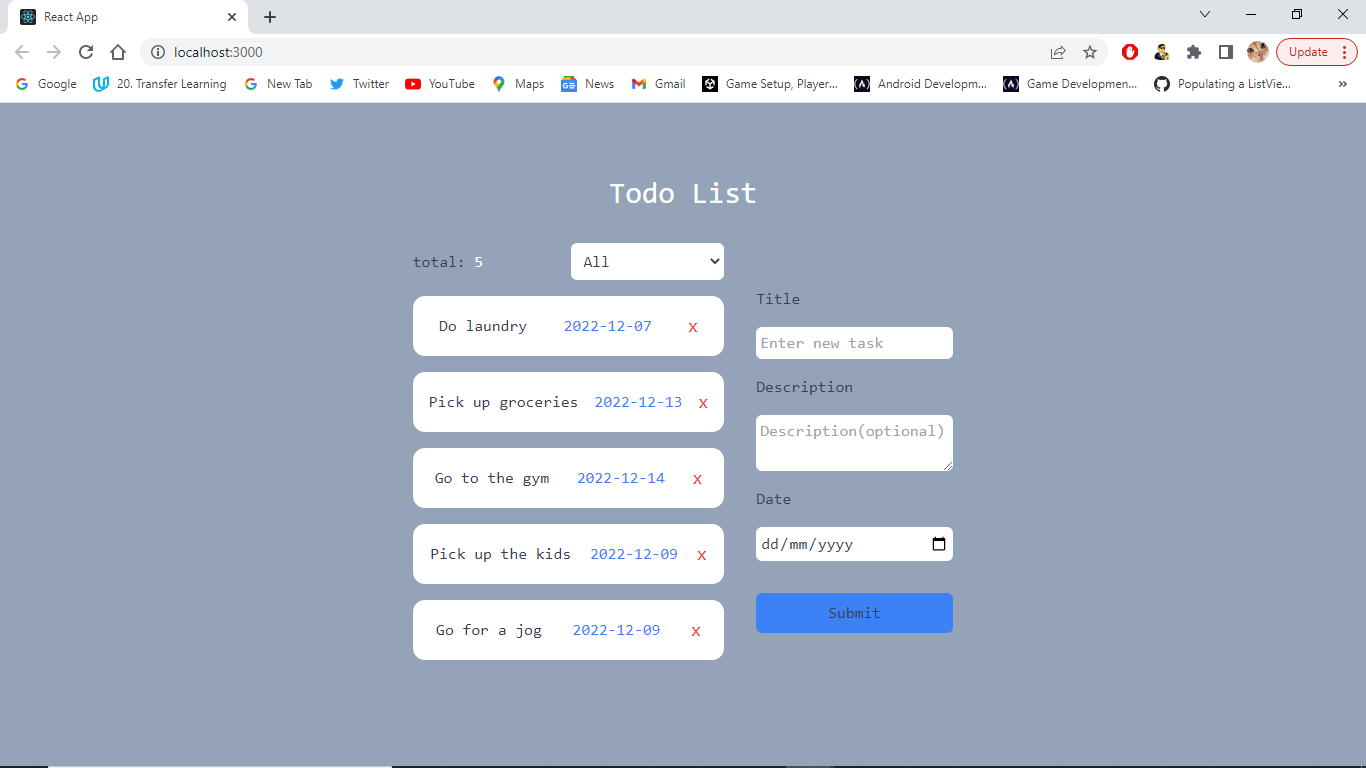 React App
localhost:3000
Update
Google 20. Transfer Learning New Tab Twitter YouTube Maps News Gmail Game Setup, Player... Android Developm... Game Developmen... Populating a ListVie... »
Todo List
total: 5 All
Do laundry 2022-12-07 x
Pick up groceries 2022-12-13 x
Go to the gym 2022-12-14 x
Pick up the kids 2022-12-09 x
Go for a jog 2022-12-09 x
Title
Enter new task
Description
Description(optional)
Date
dd/mm/yyyy
Submit